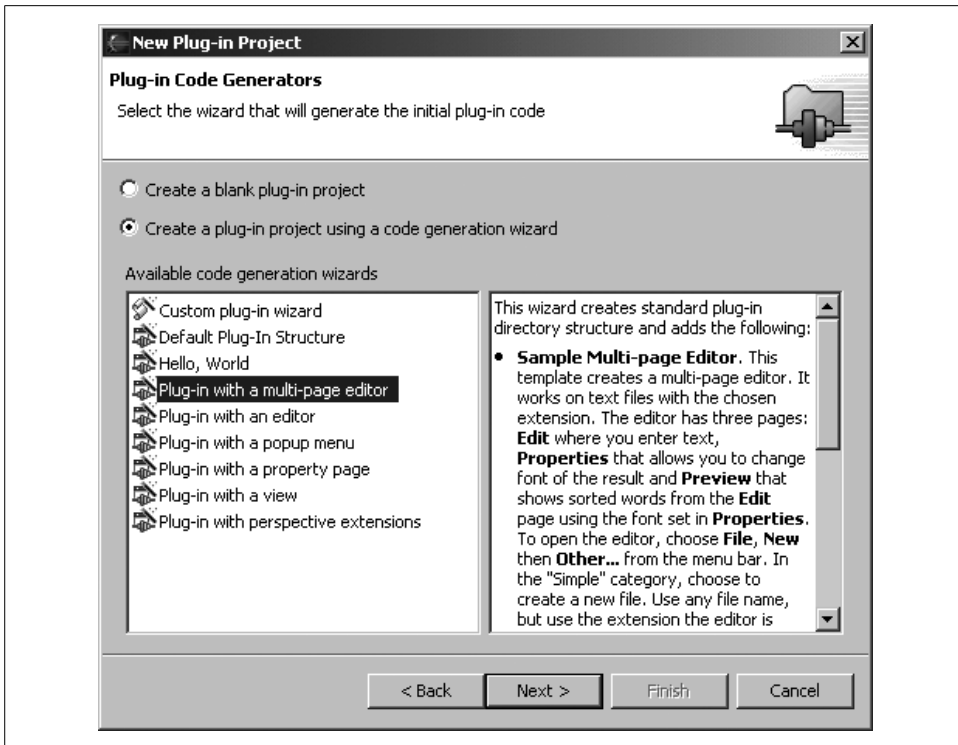 New Plug-in Project
Plug-in Code Generators
Select the wizard that will generate the initial plug-in code
Create a blank plug-in project
Create a plug-in project using a code generation wizard
Available code generation wizards
Custom plug-in wizard
Default Plug-In Structure
Hello, World
Plug-in with a multi-page editor
Plug-in with an editor
Plug-in with a popup menu
Plug-in with a property page
Plug-in with a view
Plug-in with perspective extensions
This wizard creates standard plug-in
directory structure and adds the following:
• Sample Multi-page Editor. This
template creates a multi-page editor. It
works on text files with the chosen
extension. The editor has three pages:
Edit where you enter text,
Properties that allows you to change
font of the result and Preview that
shows sorted words from the Edit
page using the font set in Properties.
To open the editor, choose File, New
then Other... from the menu bar. In
the "Simple" category, choose to
create a new file. Use any file name,
but use the extension the editor is
< Back
Next >
Finish
Cancel